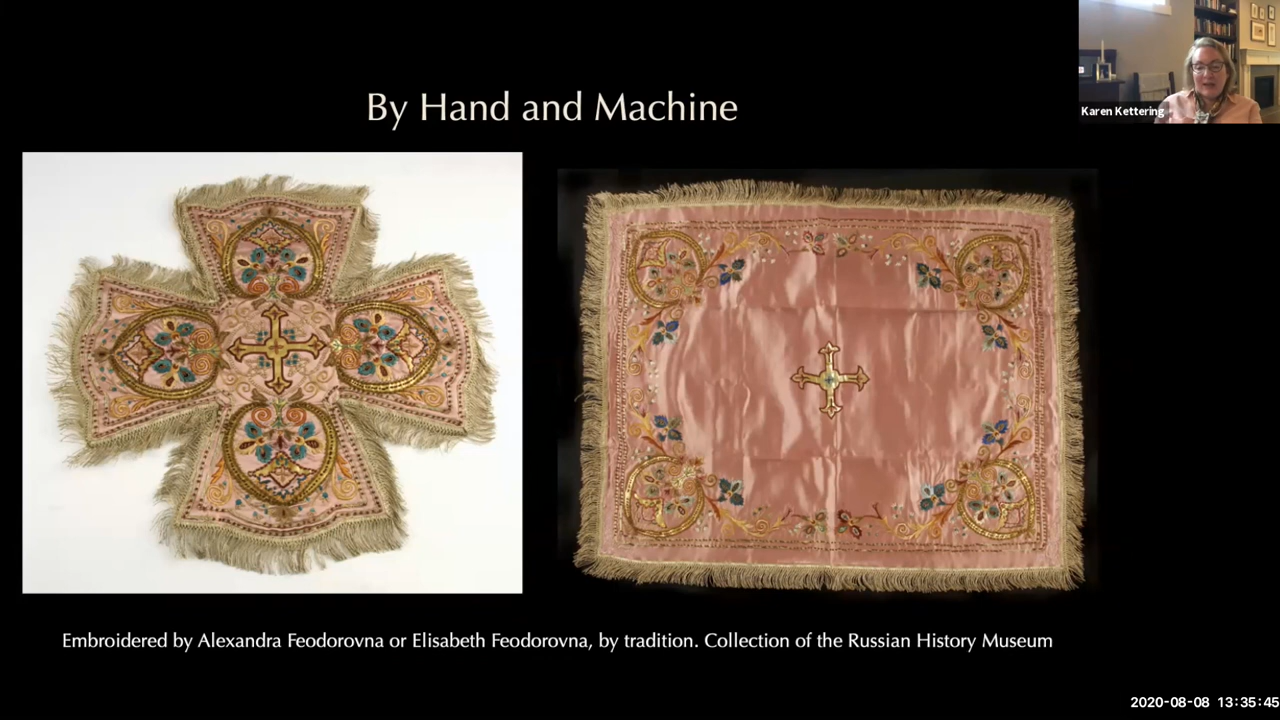 By Hand and Machine
Karen Kettering
Embroidered by Alexandra Feodorovna or Elisabeth Feodorovna, by tradition. Collection of the Russian History Museum
2020-08-08 13:35:45